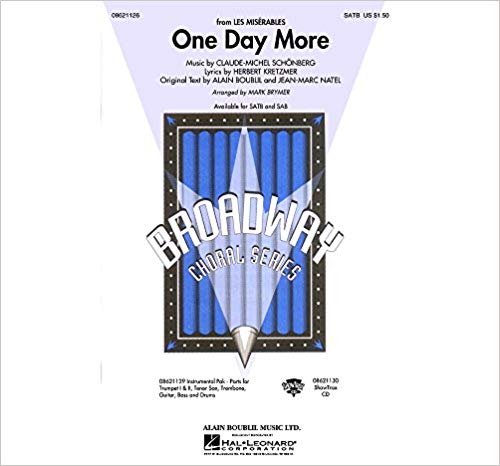 08621126
SATB US $1.50
from LES MISÉRABLES
One Day More
Music by CLAUDE-MICHEL SCHÖNBERG
Lyrics by HERBERT KRETZMER
Original Text by ALAIN BOUBLIL and JEAN-MARC NATEL
Arranged by MARK BRYMER
Available for SATB and SAB
BROADWAY
CHORAL SERIES
08621129 Instrumental Pak - Parts for
Trumpet I & II, Tenor Sax, Trombone,
Guitar, Bass and Drums
08621130
ShowTrax
CD
ALAIN BOUBLIL MUSIC LTD.
HAL•LEONARD®
CORPORATION